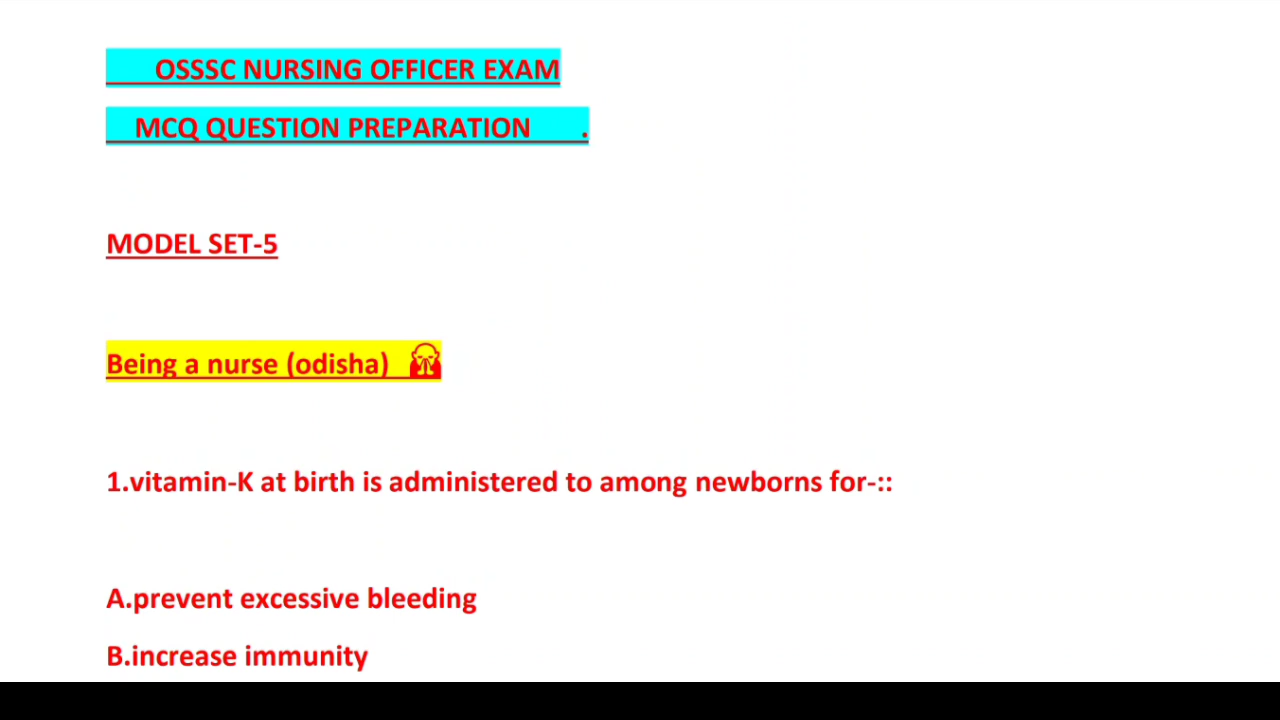 OSSSC NURSING OFFICER EXAM
MCQ QUESTION PREPARATION .
MODEL SET-5
Being a nurse (odisha)
1.vitamin-K at birth is administered to among newborns for-::
A.prevent excessive bleeding
B.increase immunity